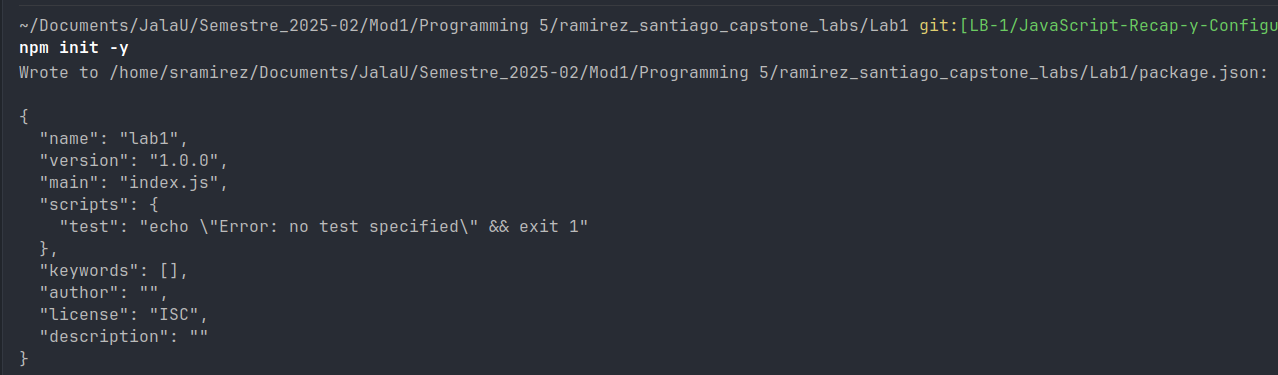 ~/Documents/JalaU/Semestre_2025-02/Mod1/Programming 5/ramirez_santiago_capstone_labs/Lab1 git:[LB-1/JavaScript-Recap-y-Configu
npm init -y
Wrote to /home/sramirez/Documents/JalaU/Semestre_2025-02/Mod1/Programming 5/ramirez_santiago_capstone_labs/Lab1/package.json:
{
  "name": "lab1",
  "version": "1.0.0",
  "main": "index.js",
  "scripts": {
    "test": "echo \"Error: no test specified\" && exit 1"
  },
  "keywords": [],
  "author": "",
  "license": "ISC",
  "description": ""
}